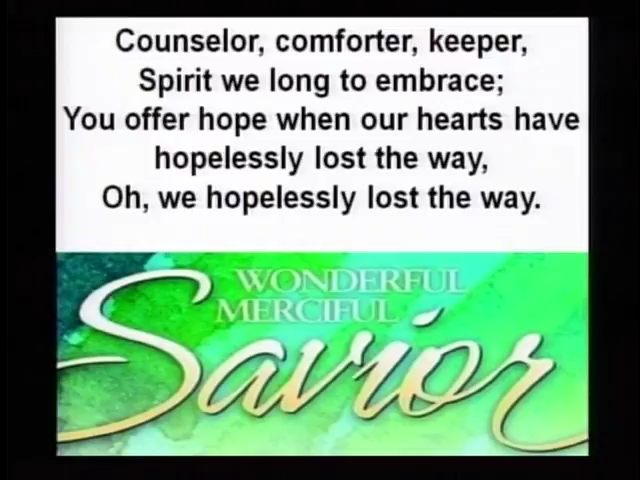 Counselor, comforter, keeper,
Spirit we long to embrace;
You offer hope when our hearts have
hopelessly lost the way,
Oh, we hopelessly lost the way.
WONDERFUL
MERCIFUL
Savior